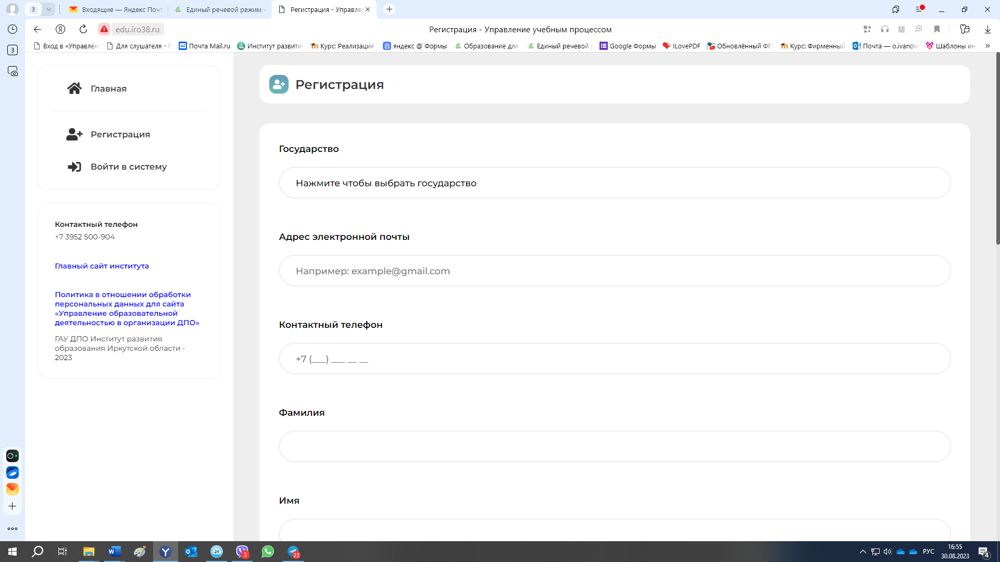 3
Входящие — Яндекс Почт
Единый речевой режим –
Регистрация - Управле
edu.iro38.ru
Регистрация - Управление учебным процессом
Вход в «Управлен
Для слушателя - Г
Почта Mail.ru
Институт развити
Курс: Реализация
яндекс @ Формы
Образование для
Единый речевой р
Google Формы
ILovePDF
Обновлённый ФГ
Курс: Фирменный
Почта — o.ivanov
Шаблоны ин
»
3
Главная
Регистрация
Войти в систему
Контактный телефон
+7 3952 500-904
Главный сайт института
Политика в отношении обработки
персональных данных для сайта
«Управление образовательной
деятельностью в организации ДПО»
ГАУ ДПО Институт развития
образования Иркутской области -
2023
Регистрация
Государство
Нажмите чтобы выбрать государство
Адрес электронной почты
Например: example@gmail.com
Контактный телефон
+7 (___) ___ __ __
Фамилия
Имя
24
3
23
РУС
16:55
30.08.2023
4